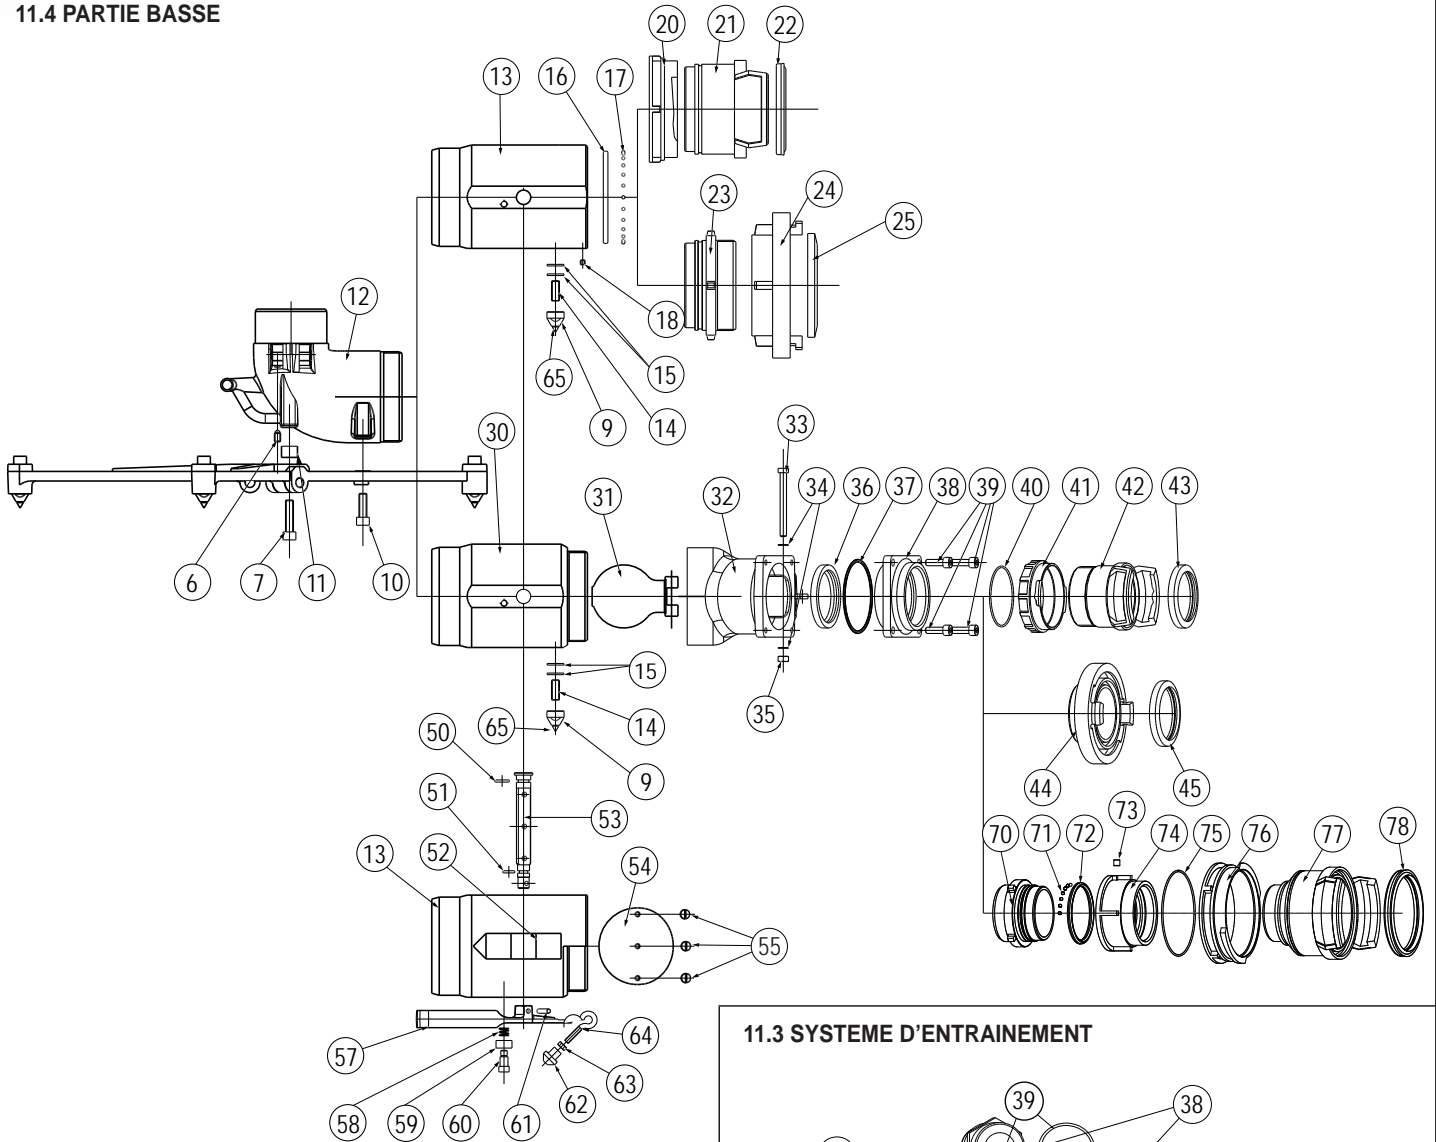 11.4 PARTIE BASSE
20 21 22
13 16 17
23 24 25
12
18
65 9 14 15
30 33
31 32 34 36 37 38 39 40 41 42 43
6 7 11 10
15
35
65 14
50 9 44 45
51 53 73
13 52 54 70 71 72 74 75 76 77 78
55
57 64
58 59 60 61 62 63
11.3 SYSTEME D'ENTRAINEMENT
39 38